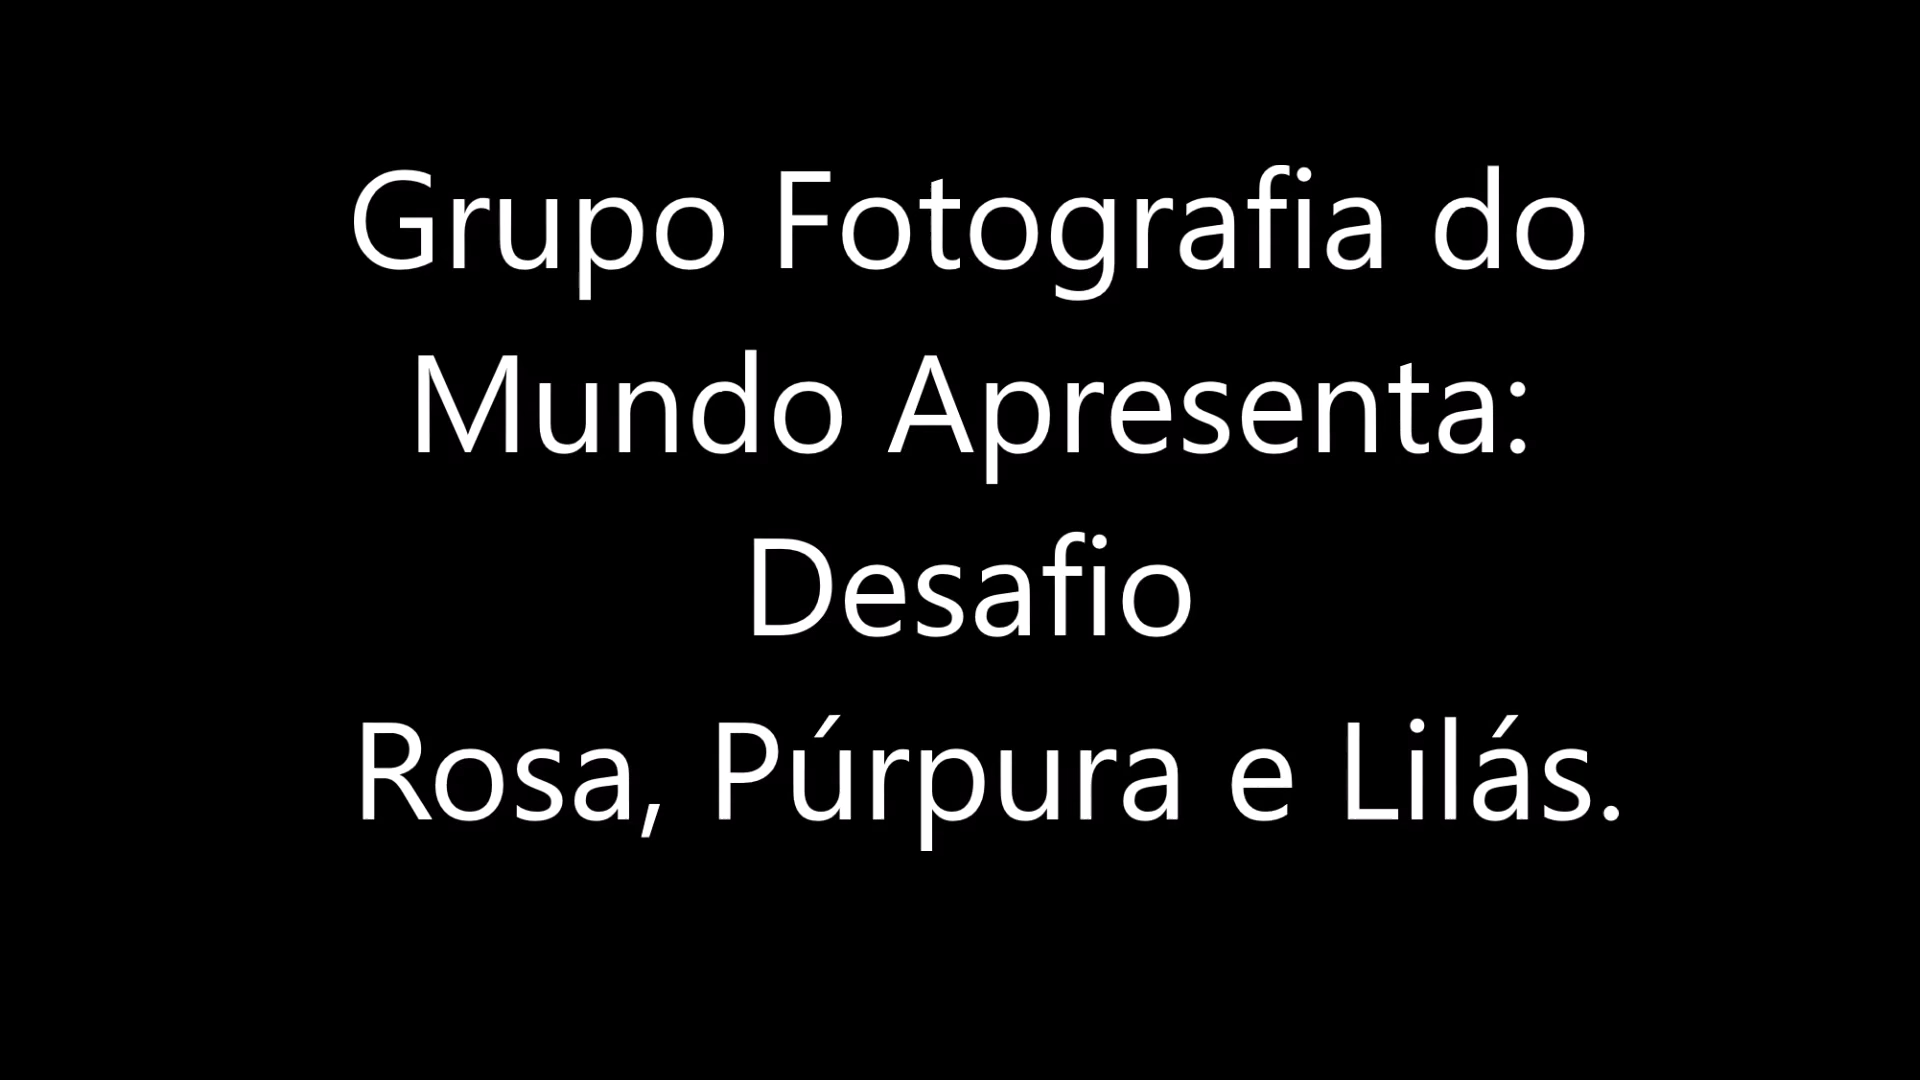 Grupo Fotografia do
Mundo Apresenta:
Desafio
Rosa, Púrpura e Lilás.